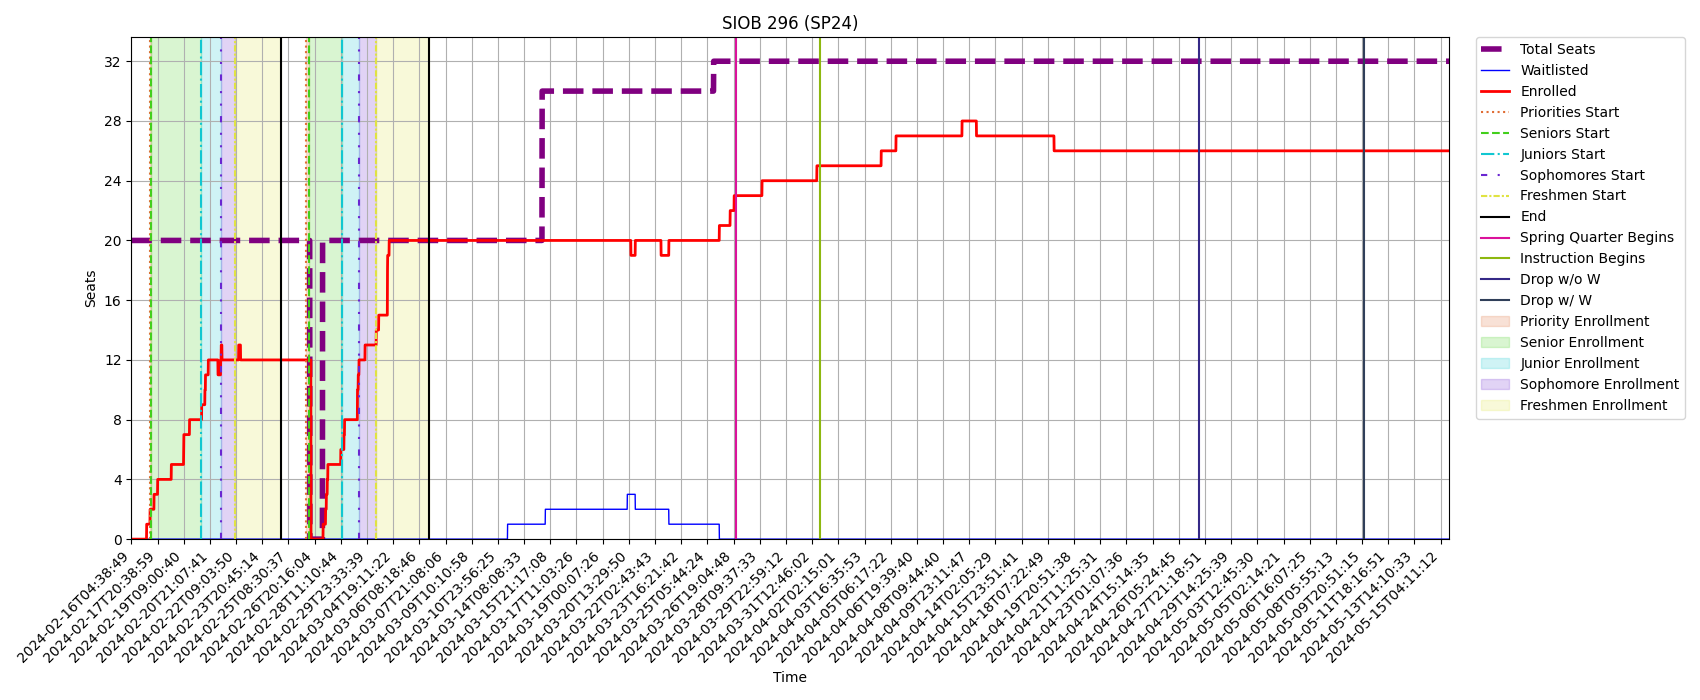 SIOB 296 (SP24)
Seats
32
28
24
20
16
12
8
4
0
2024-02-16T04:38:49
2024-02-17T20:38:59
2024-02-19T09:00:40
2024-02-20T21:07:41
2024-02-22T09:03:50
2024-02-23T20:45:14
2024-02-25T08:30:37
2024-02-26T20:16:04
2024-02-28T11:10:44
2024-02-29T23:33:39
2024-03-04T19:11:22
2024-03-06T08:18:46
2024-03-07T21:08:06
2024-03-09T10:10:58
2024-03-10T23:56:25
2024-03-14T08:08:33
2024-03-15T21:17:08
2024-03-17T11:03:26
2024-03-19T00:07:26
2024-03-20T13:29:50
2024-03-22T02:43:43
2024-03-23T16:21:42
2024-03-25T05:44:24
2024-03-26T19:04:48
2024-03-28T09:37:33
2024-03-29T22:59:12
2024-03-31T12:46:02
2024-04-02T02:15:01
2024-04-03T16:35:53
2024-04-05T06:17:22
2024-04-06T19:39:40
2024-04-08T09:44:40
2024-04-09T23:11:47
2024-04-14T02:05:29
2024-04-15T23:51:41
2024-04-18T07:22:49
2024-04-19T20:51:38
2024-04-21T11:25:31
2024-04-23T01:07:36
2024-04-24T15:14:35
2024-04-26T05:24:45
2024-04-27T21:18:51
2024-04-29T14:25:39
2024-05-03T12:45:30
2024-05-05T02:14:21
2024-05-06T16:07:25
2024-05-08T05:55:13
2024-05-09T20:51:15
2024-05-11T18:16:51
2024-05-13T14:10:33
2024-05-15T04:11:12
Time
Total Seats
Waitlisted
Enrolled
Priorities Start
Seniors Start
Juniors Start
Sophomores Start
Freshmen Start
End
Spring Quarter Begins
Instruction Begins
Drop w/o W
Drop w/ W
Priority Enrollment
Senior Enrollment
Junior Enrollment
Sophomore Enrollment
Freshmen Enrollment